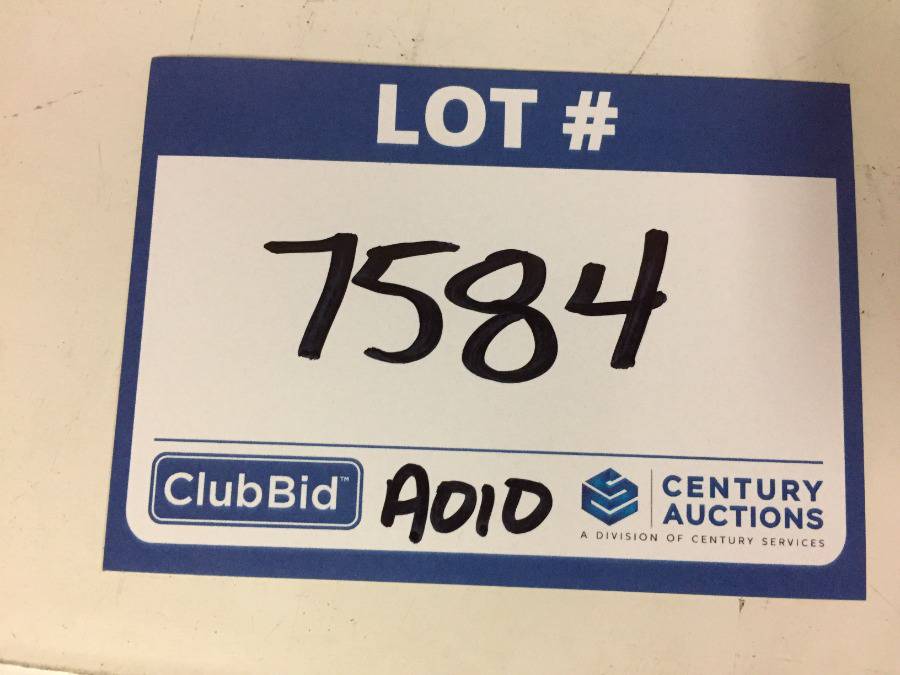 LOT #
7584
ClubBid™ A010 CENTURY
AUCTIONS
A DIVISION OF CENTURY SERVICES